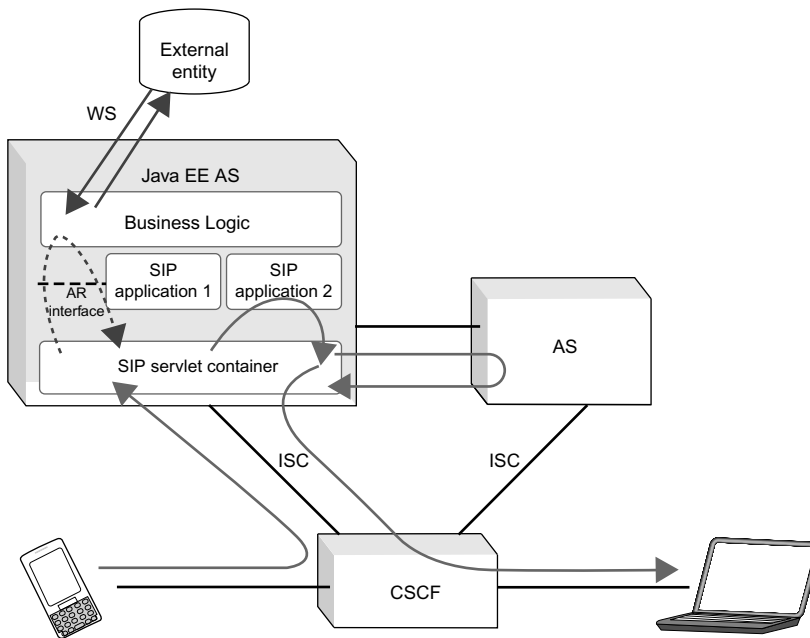 External
entity
WS
Java EE AS
Business Logic
SIP
application 1
SIP
application 2
AR
interface
SIP servlet container
AS
ISC
ISC
CSCF